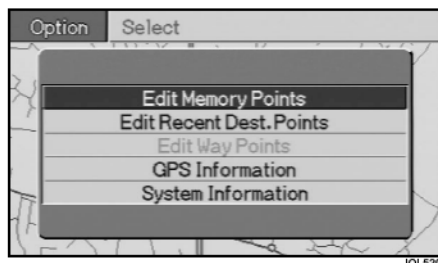 Option Select
Edit Memory Points
Edit Recent Dest. Points
Edit Way Points
GPS Information
System Information